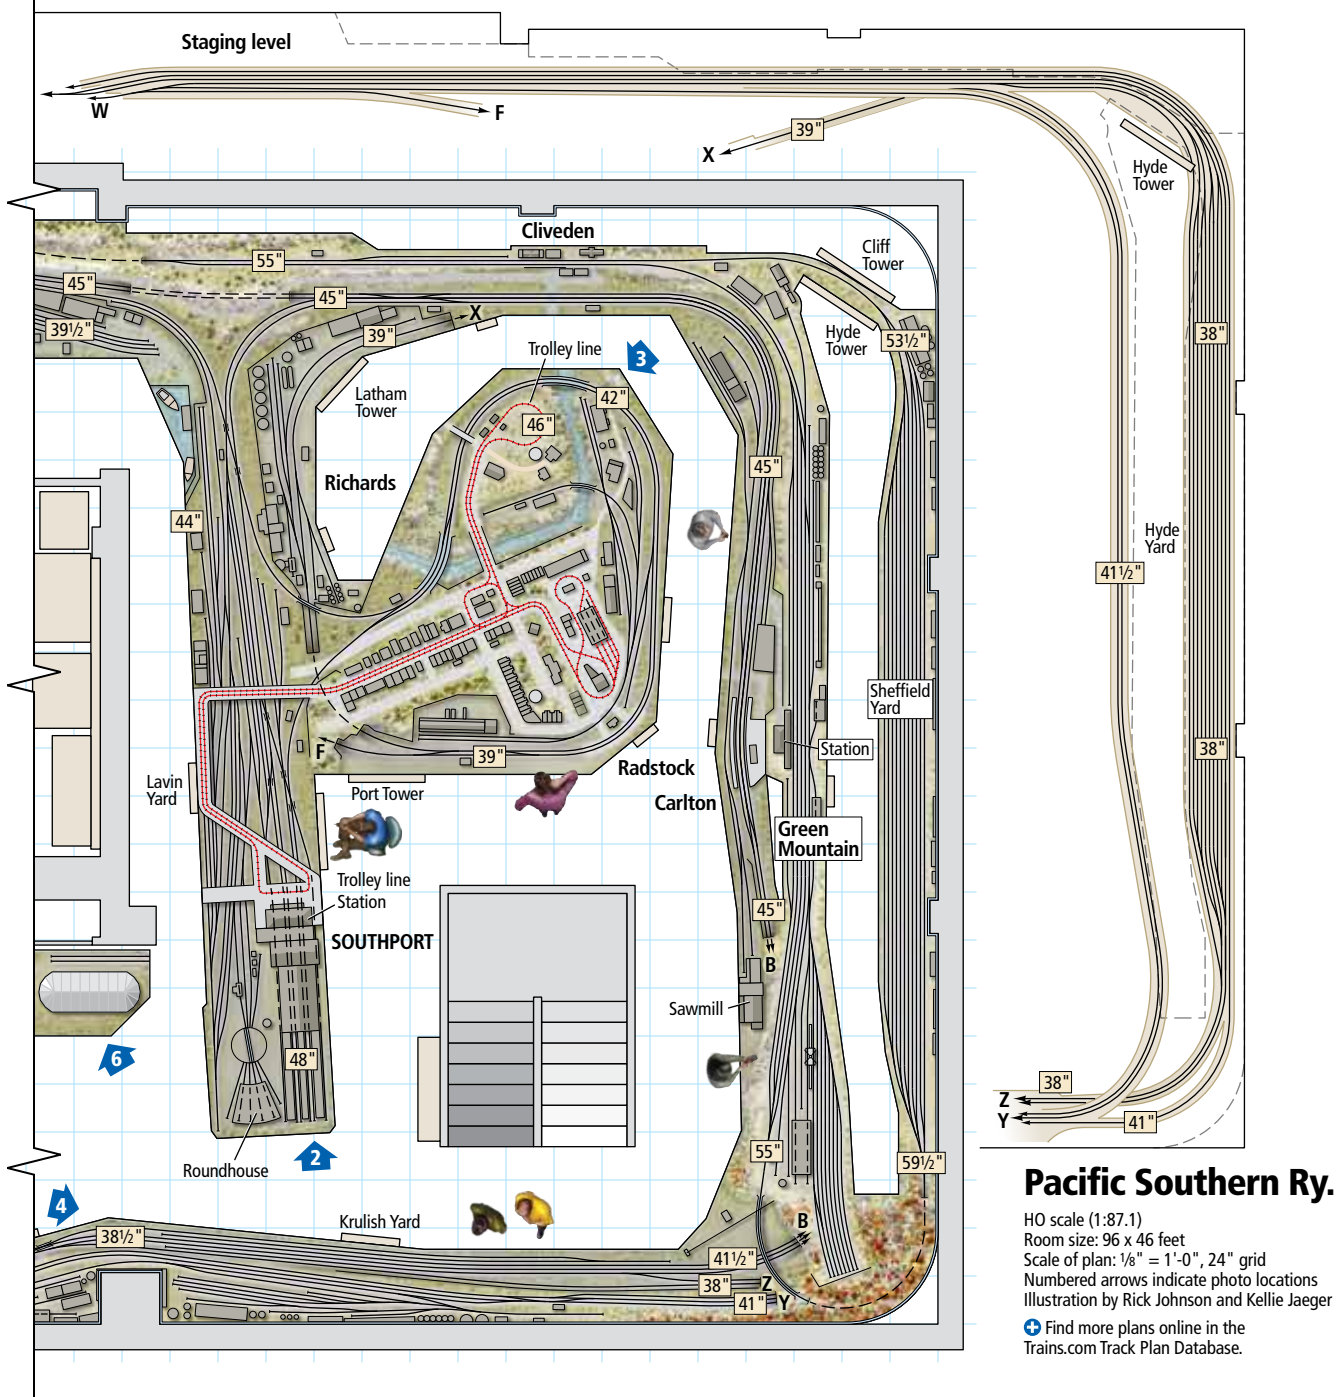 Staging level
W
F
X
39"
Hyde
Tower
Cliveden
55"
Cliff
Tower
45"
45"
39½"
39"
X
Hyde
Tower
53½"
38"
Trolley line
3
Latham
Tower
42"
46"
45"
Richards
44"
Hyde
Yard
41½"
Sheffield
Yard
Station
38"
F
39"
Radstock
Lavin
Yard
Port Tower
Carlton
Green
Mountain
Trolley line
Station
45"
SOUTHPORT
B
Sawmill
6
48"
38"
Z
Y
41"
2
Roundhouse
55"
59½"
4
Krulish Yard
38½"
B
41½"
38"
Z
41"
Y
Pacific Southern Ry.
HO scale (1:87.1)
Room size: 96 x 46 feet
Scale of plan: ⅛" = 1'-0", 24" grid
Numbered arrows indicate photo locations
Illustration by Rick Johnson and Kellie Jaeger
Find more plans online in the
Trains.com Track Plan Database.